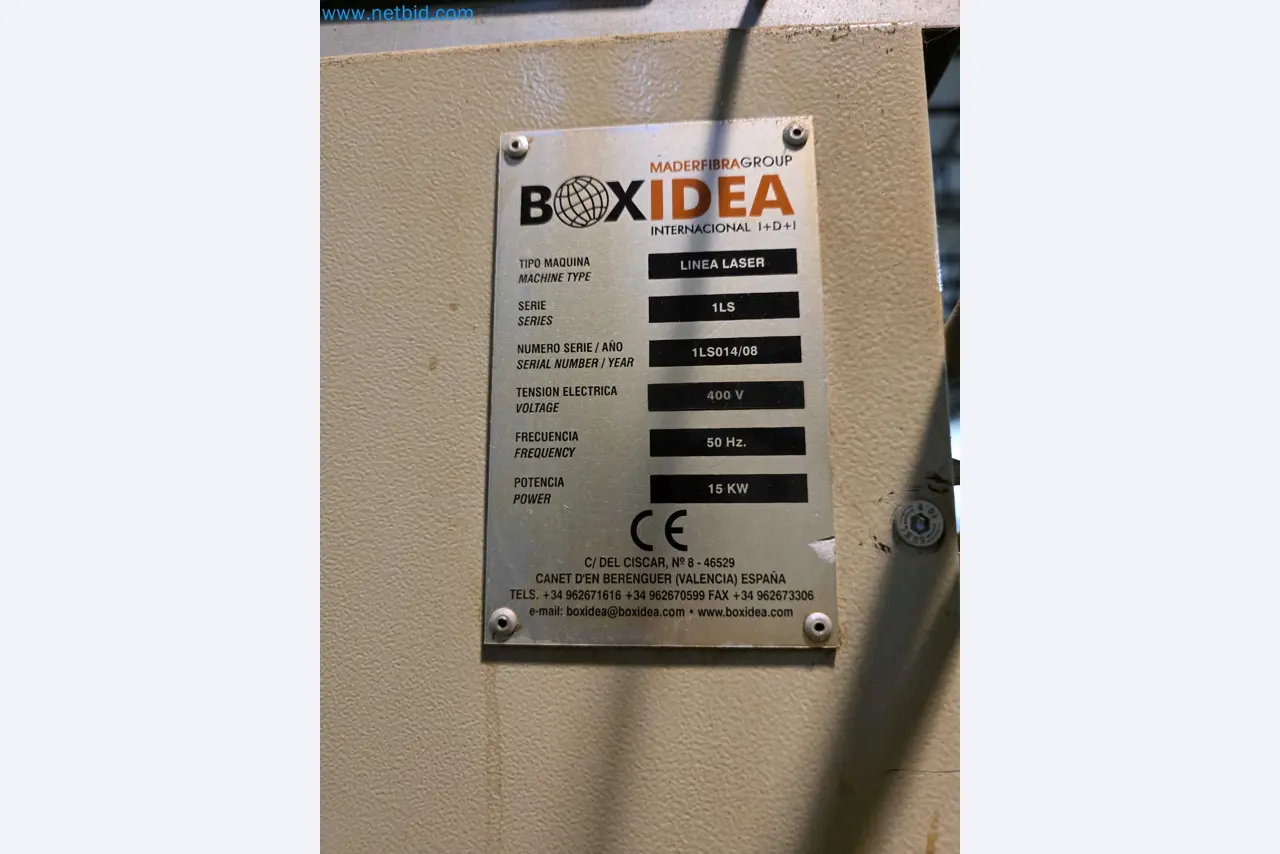 www.netbid.com
MADERFIBRAGROUP
BOXIDEA
INTERNACIONAL I+D+I
TIPO MAQUINA
MACHINE TYPE
LINEA LASER
SERIE
SERIES
1LS
NUMERO SERIE / AÑO
SERIAL NUMBER / YEAR
1LS014/08
TENSION ELECTRICA
VOLTAGE
400 V
FRECUENCIA
FREQUENCY
50 Hz.
POTENCIA
POWER
15 KW
CE
C/ DEL CISCAR, Nº 8 - 46529
CANET D'EN BERENGUER (VALENCIA) ESPAÑA
TELS. +34 962671616 +34 962670599 FAX +34 962673306
e-mail: boxidea@boxidea.com • www.boxidea.com